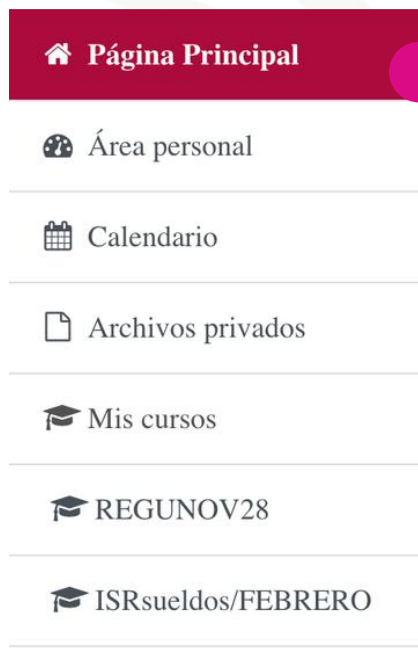 Página Principal
Área personal
Calendario
Archivos privados
Mis cursos
REGUNOV28
ISRsueldos/FEBRERO